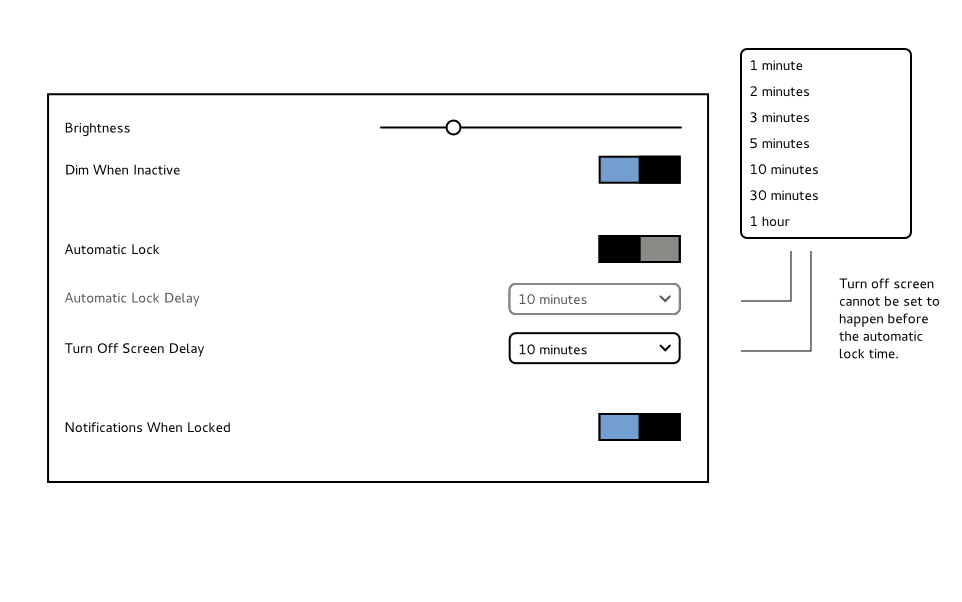 Brightness
Dim When Inactive
Automatic Lock
Automatic Lock Delay
10 minutes
Turn Off Screen Delay
10 minutes
Notifications When Locked
1 minute
2 minutes
3 minutes
5 minutes
10 minutes
30 minutes
1 hour
Turn off screen
cannot be set to
happen before
the automatic
lock time.